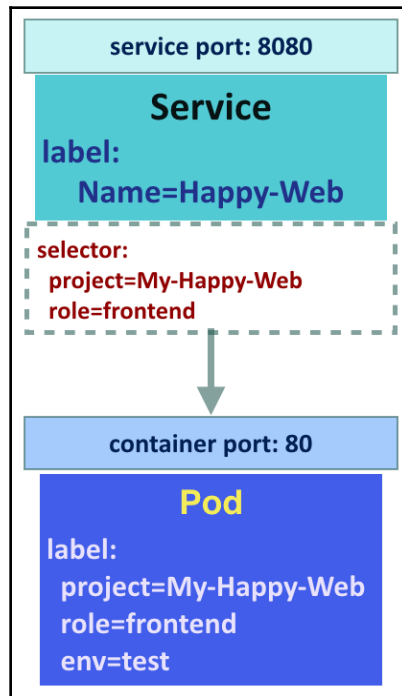 service port: 8080
Service
label:
Name=Happy-Web
selector:
project=My-Happy-Web
role=frontend
container port: 80
Pod
label:
project=My-Happy-Web
role=frontend
env=test